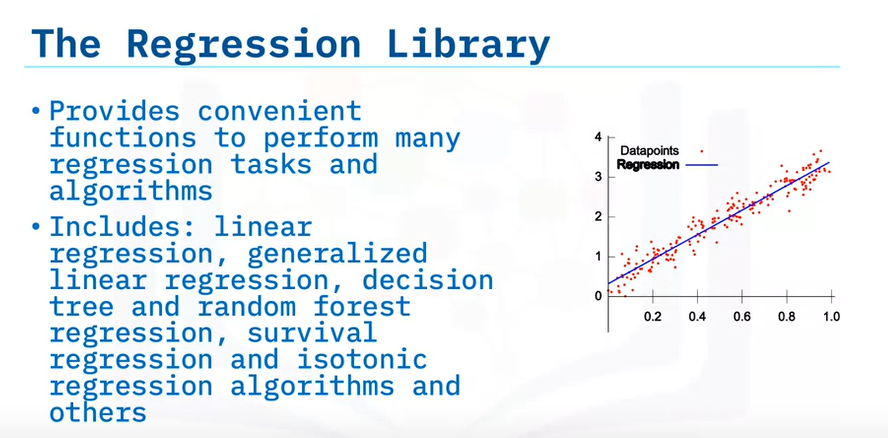 The Regression Library
• Provides convenient
functions to perform many
regression tasks and
algorithms
• Includes: linear
regression, generalized
linear regression, decision
tree and random forest
regression, survival
regression and isotonic
regression algorithms and
others
4
Datapoints
Regression
3
2
1
0
0.2 0.4 0.6 0.8 1.0